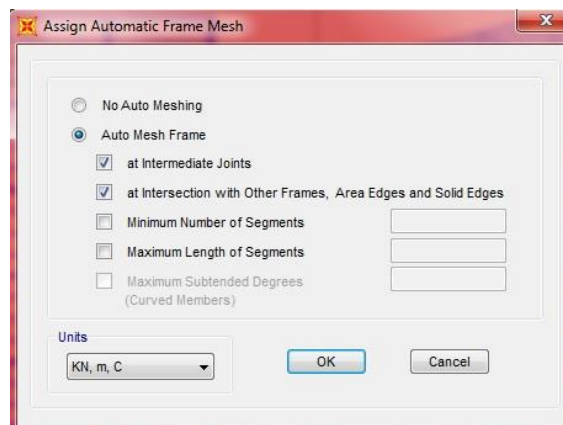 Assign Automatic Frame Mesh
No Auto Meshing
Auto Mesh Frame
at Intermediate Joints
at Intersection with Other Frames, Area Edges and Solid Edges
Minimum Number of Segments
Maximum Length of Segments
Maximum Subtended Degrees
(Curved Members)
Units
KN, m, C
OK
Cancel